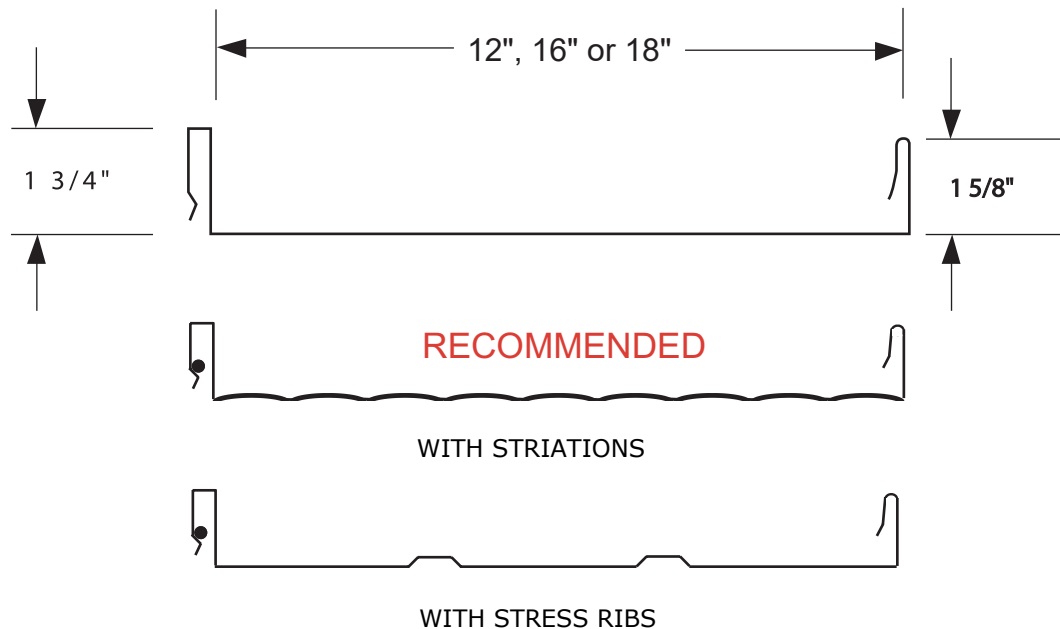 12", 16" or 18"
1 3/4"
1 5/8"
RECOMMENDED
WITH STRIATIONS
WITH STRESS RIBS